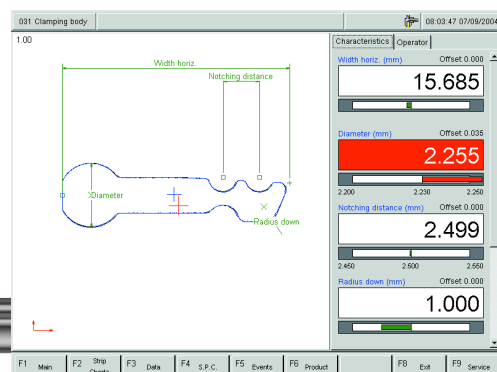 031 Clamping body
08:03:47 07/09/2004
1.00
Width horiz.
Notching distance
Diameter
Radius down
Characteristics
Operator
Width horiz. (mm) Offset 0.000
15.685
Diameter (mm) Offset 0.035
2.255
2.200 2.230 2.260
Notching distance (mm) Offset 0.000
2.499
2.450 2.500 2.550
Radius down (mm) Offset 0.000
1.000
F1 Main
F2 Strip Charts
F3 Data
F4 S.P.C.
F5 Events
F6 Product
F8 Exit
F9 Service